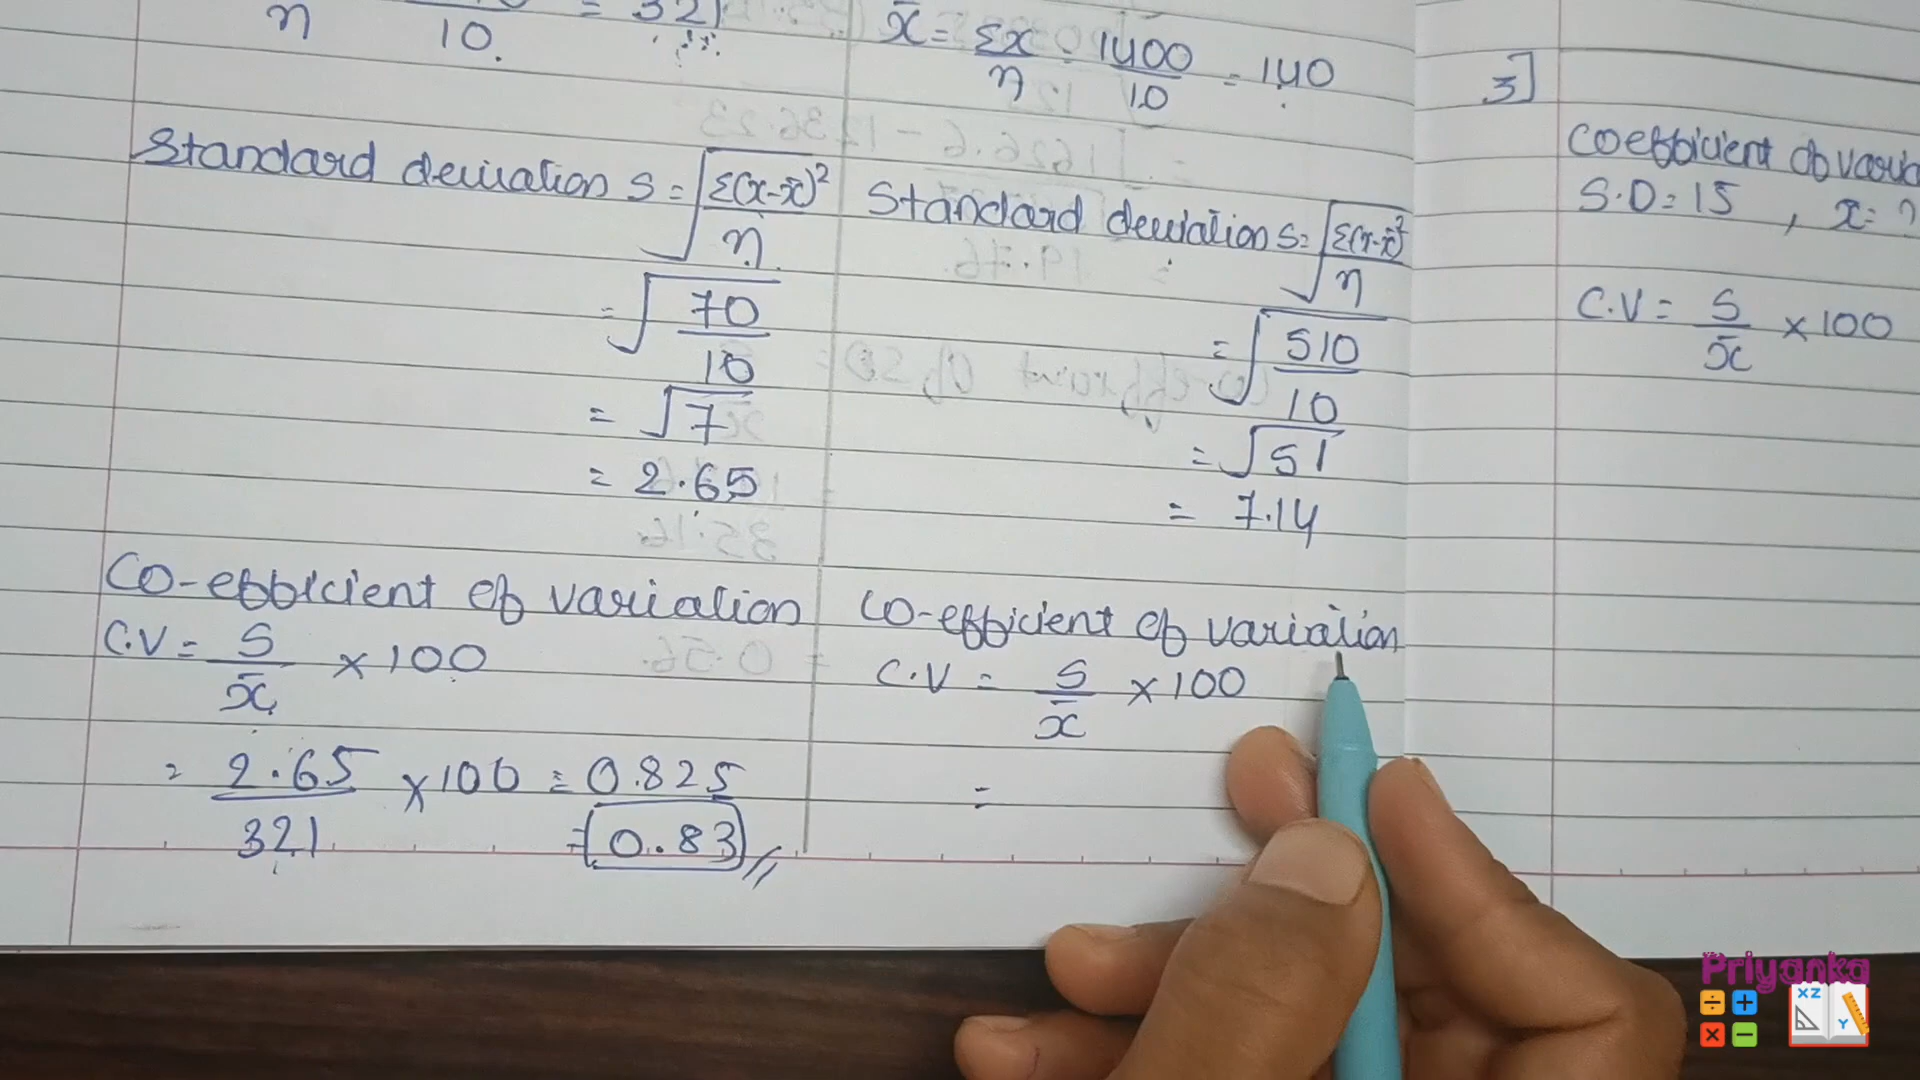 n 10 = 321
Standard deviation S = √Σ(x-x̄)²/n
= √70/10
= √7
= 2.65
Co-efficient of variation
C.V = S/x̄ × 100
= 2.65/321 × 100 = 0.825
= 0.83
x̄ = Σx/n = 1400/10 = 140
Standard deviation S = √Σ(x-x̄)²/n
= √510/10
= √51
= 7.14
Co-efficient of variation
C.V = S/x̄ × 100
=
3]
Coefficient of varia
S.D = 15 , x̄ = ?
C.V = S/x̄ × 100
Priyanka
XZ
Y